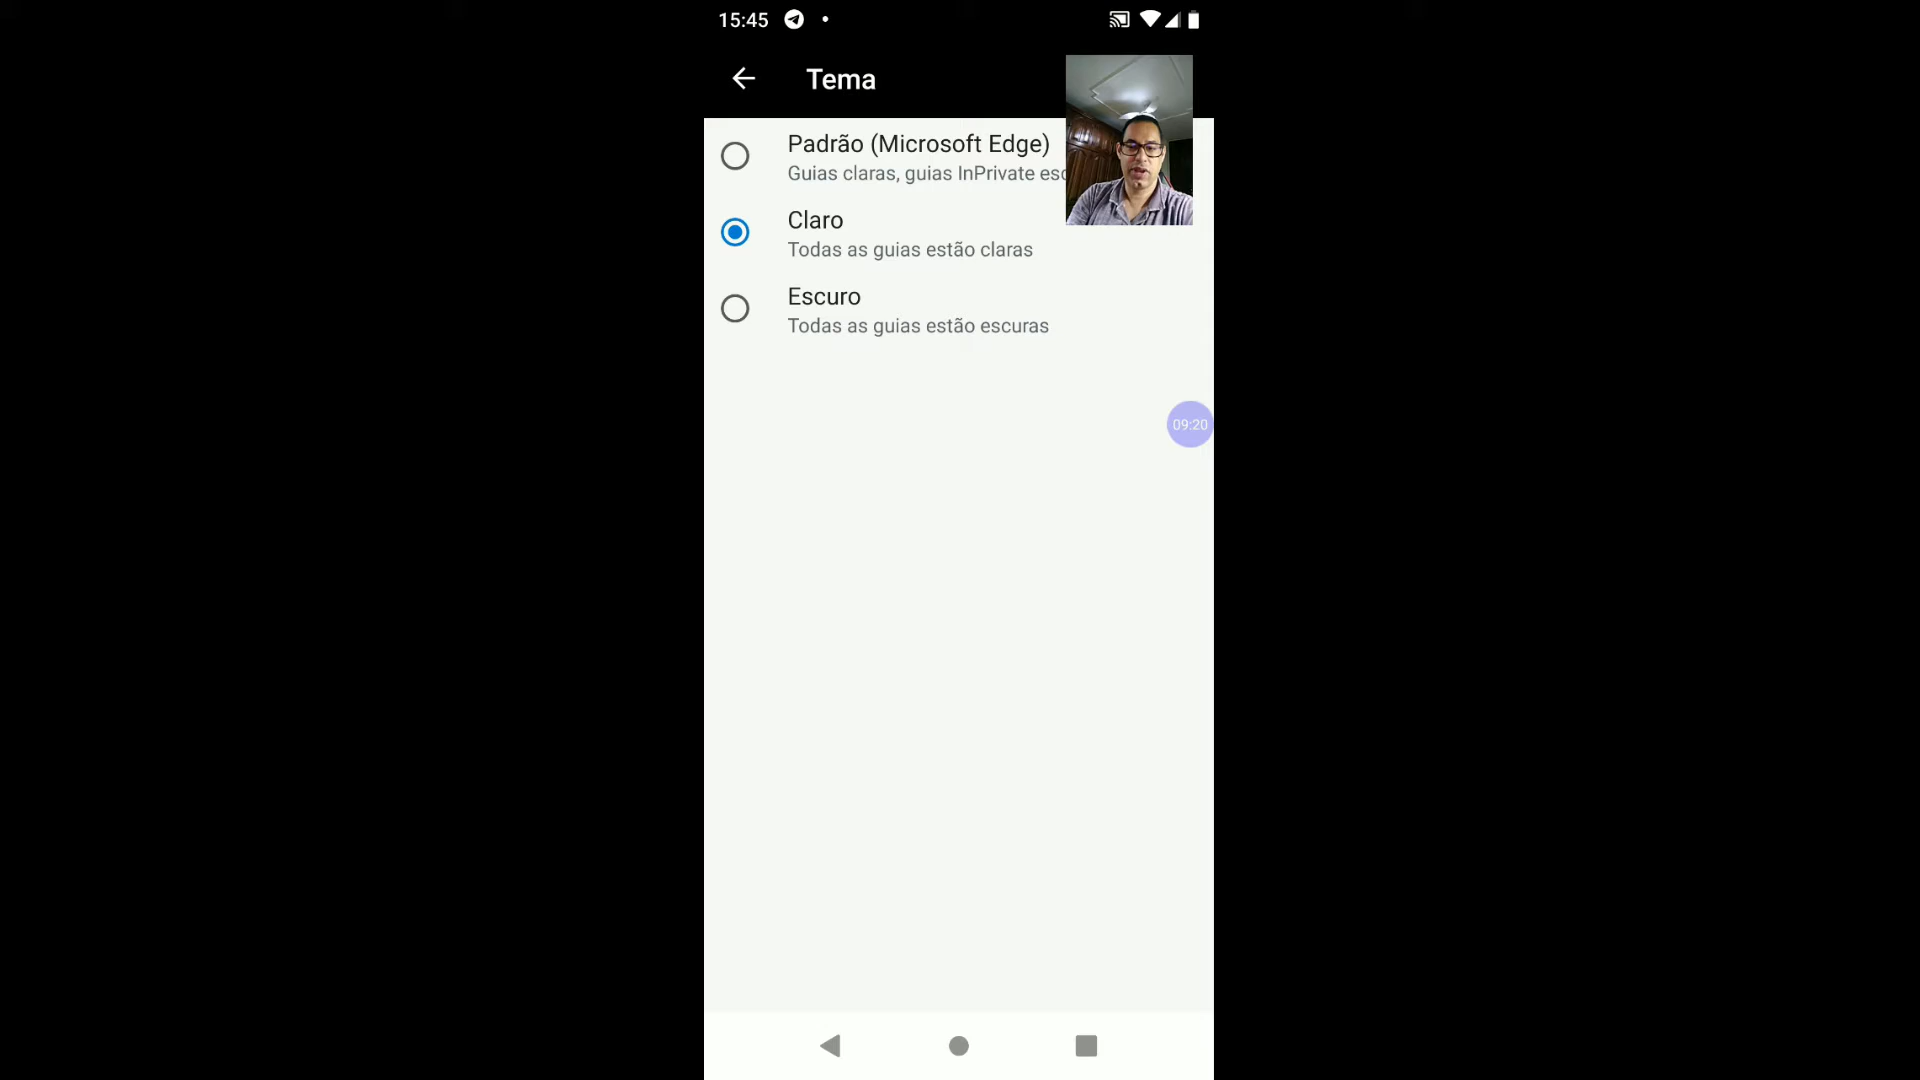 15:45
Tema
Padrão (Microsoft Edge)
Guias claras, guias InPrivate
Claro
Todas as guias estão claras
Escuro
Todas as guias estão escuras
09:20